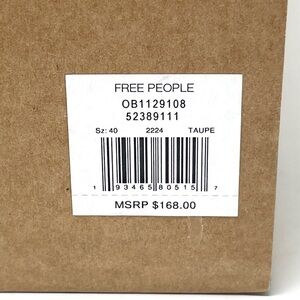 FREE PEOPLE
OB1129108
52389111
Sz: 40 2224 TAUPE
1 93465 80515 7
MSRP $168.00